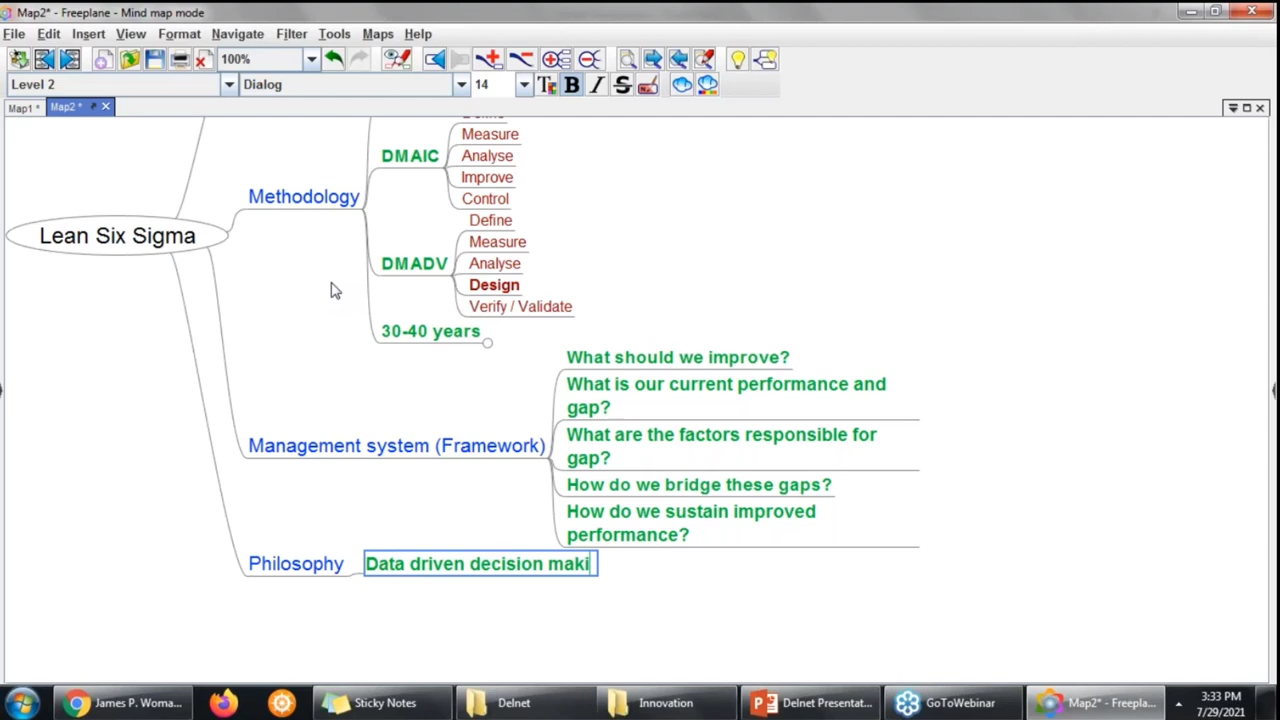 Map2* - Freeplane - Mind map mode
File Edit Insert View Format Navigate Filter Tools Maps Help
100%
Level 2 Dialog 14
Map1 * Map2 *
Define
Measure
DMAIC
Analyse
Improve
Methodology
Control
Define
Lean Six Sigma
Measure
DMADV
Analyse
Design
Verify / Validate
30-40 years
What should we improve?
What is our current performance and
gap?
What are the factors responsible for
gap?
Management system (Framework)
How do we bridge these gaps?
How do we sustain improved
performance?
Philosophy
Data driven decision maki
James P. Woma...
Sticky Notes
Delnet
Innovation
Delnet Presentat...
GoToWebinar
Map2* - Freepla...
3:33 PM
7/29/2021